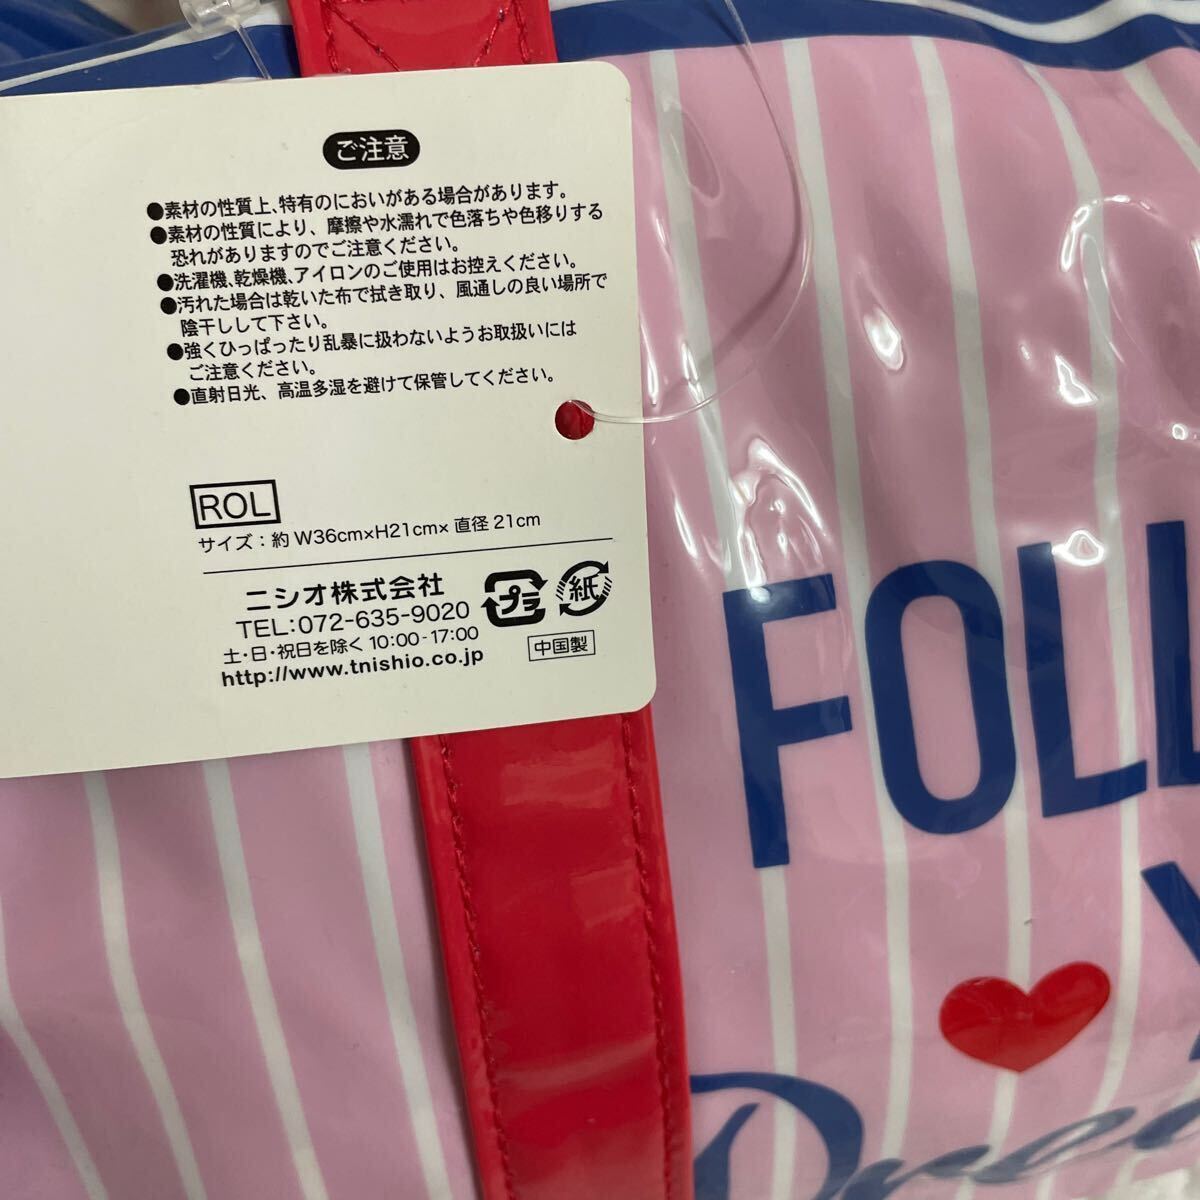 ご注意
●素材の性質上、特有のにおいがある場合があります。
●素材の性質により、摩擦や水濡れで色落ちや色移りする
恐れがありますのでご注意ください。
●洗濯機、乾燥機、アイロンのご使用はお控えください。
●汚れた場合は乾いた布で拭き取り、風通しの良い場所で
陰干しして下さい。
●強くひっぱったり乱暴に扱わないようお取扱いには
ご注意ください。
●直射日光、高温多湿を避けて保管してください。
ROL
サイズ：約 W36cm×H21cm× 直径 21cm
ニシオ株式会社
TEL:072-635-9020
土・日・祝日を除く 10:00-17:00
http://www.tnishio.co.jp
プラ
紙
中国製
FOLL
Y